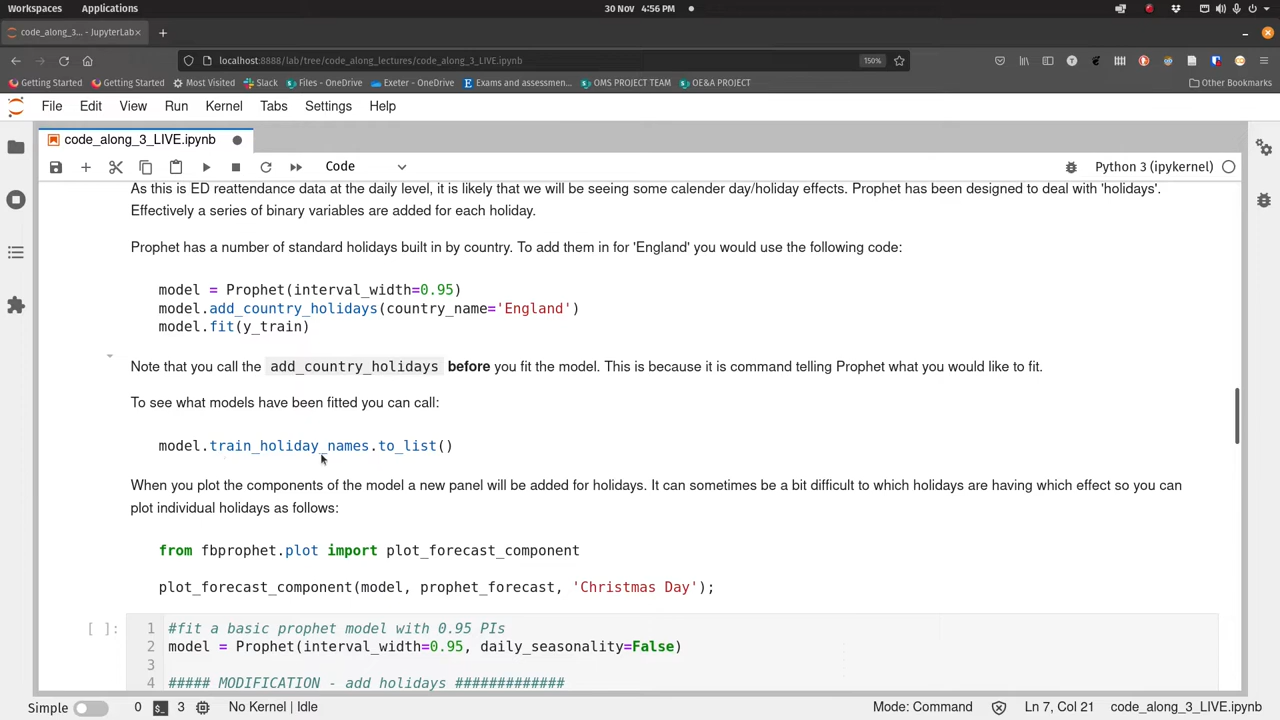 Workspaces Applications 30 Nov 4:56 PM
code_along_3... - JupyterLab
localhost:8888/lab/tree/code_along_lectures/code_along_3_LIVE.ipynb 150%
Getting Started Getting Started Most Visited Slack Files - OneDrive Exeter - OneDrive Exams and assessmen... OMS PROJECT TEAM OE&A PROJECT Other Bookmarks
File Edit View Run Kernel Tabs Settings Help
code_along_3_LIVE.ipynb
Code Python 3 (ipykernel)
As this is ED reattendance data at the daily level, it is likely that we will be seeing some calender day/holiday effects. Prophet has been designed to deal with 'holidays'.
Effectively a series of binary variables are added for each holiday.
Prophet has a number of standard holidays built in by country. To add them in for 'England' you would use the following code:
model = Prophet(interval_width=0.95)
model.add_country_holidays(country_name='England')
model.fit(y_train)
Note that you call the add_country_holidays before you fit the model. This is because it is command telling Prophet what you would like to fit.
To see what models have been fitted you can call:
model.train_holiday_names.to_list()
When you plot the components of the model a new panel will be added for holidays. It can sometimes be a bit difficult to which holidays are having which effect so you can
plot individual holidays as follows:
from fbprophet.plot import plot_forecast_component
plot_forecast_component(model, prophet_forecast, 'Christmas Day');
[ ]: 1 #fit a basic prophet model with 0.95 PIs
2 model = Prophet(interval_width=0.95, daily_seasonality=False)
3
4 ##### MODIFICATION - add holidays #############
Simple 0 3 No Kernel | Idle Mode: Command Ln 7, Col 21 code_along_3_LIVE.ipynb